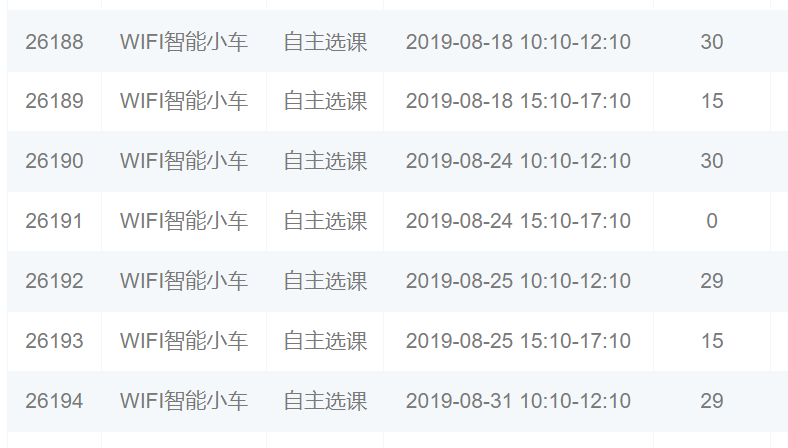 26188 WIFI智能小车 自主选课 2019-08-18 10:10-12:10 30
26189 WIFI智能小车 自主选课 2019-08-18 15:10-17:10 15
26190 WIFI智能小车 自主选课 2019-08-24 10:10-12:10 30
26191 WIFI智能小车 自主选课 2019-08-24 15:10-17:10 0
26192 WIFI智能小车 自主选课 2019-08-25 10:10-12:10 29
26193 WIFI智能小车 自主选课 2019-08-25 15:10-17:10 15
26194 WIFI智能小车 自主选课 2019-08-31 10:10-12:10 29